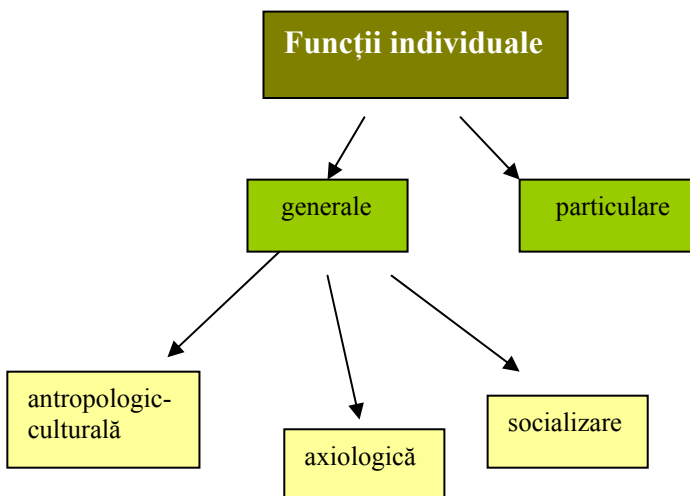 Funcții individuale
generale
particulare
antropologic-
culturală
axiologică
socializare